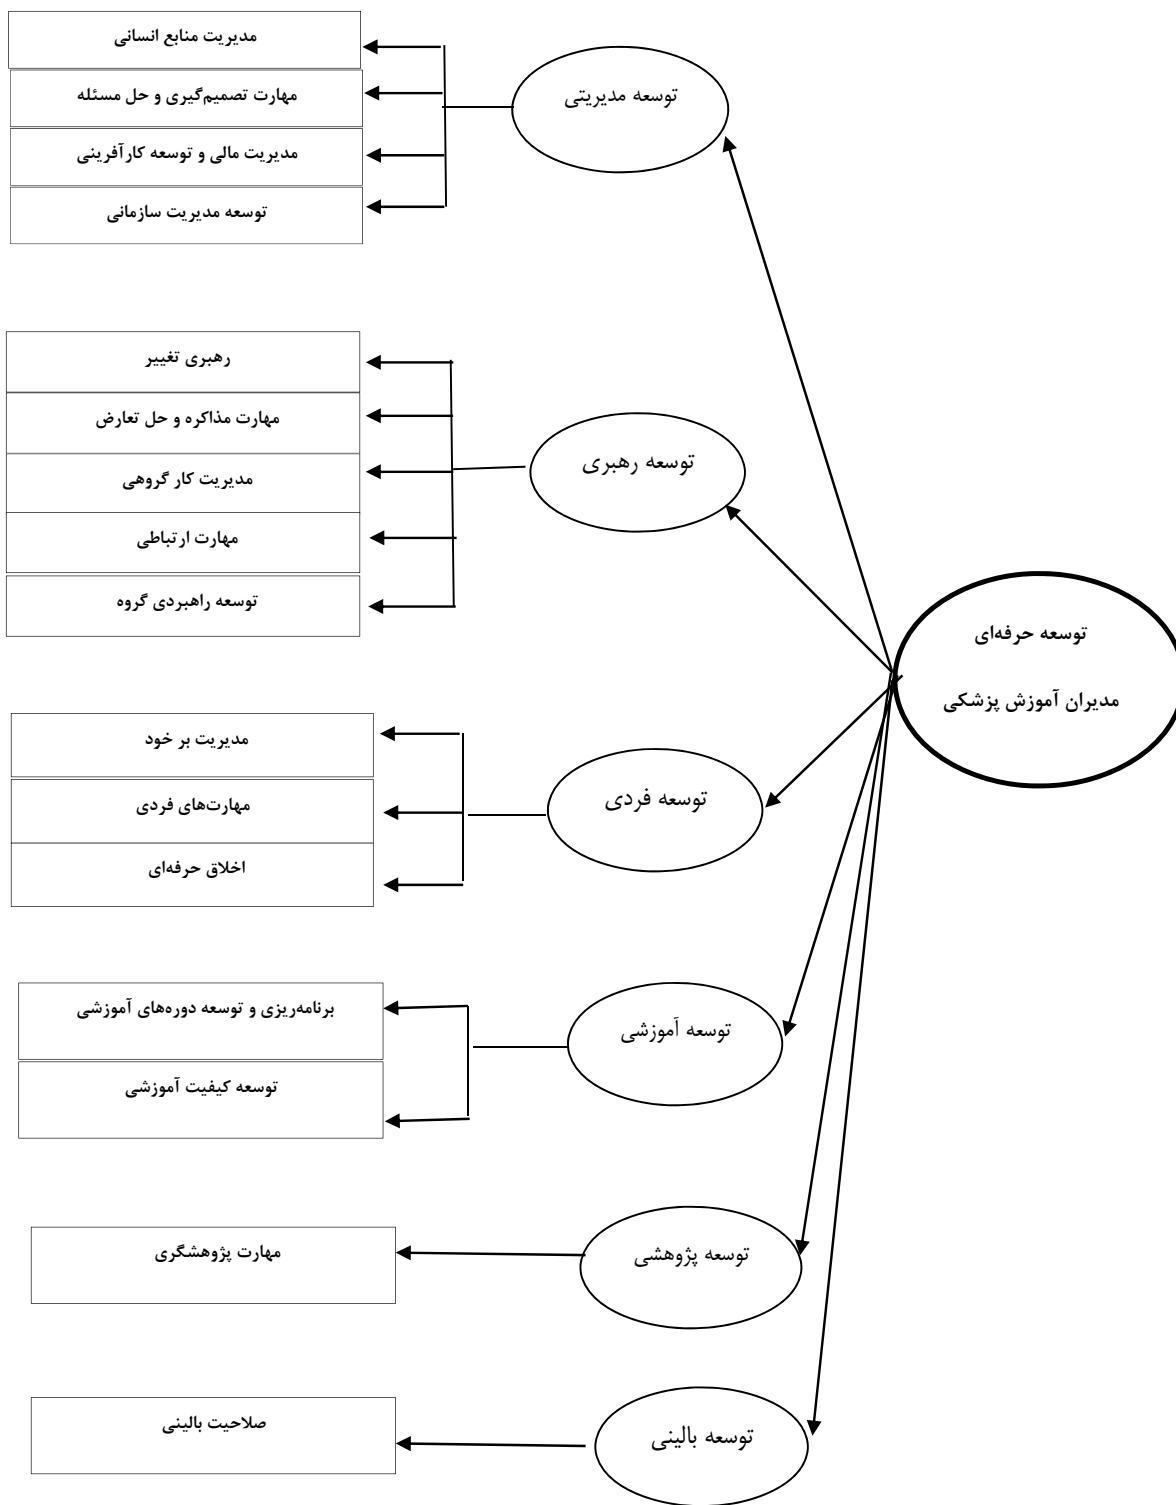 توسعه حرفه‌ای
مدیران آموزش پزشکی
توسعه مدیریتی
مدیریت منابع انسانی
مهارت تصمیم‌گیری و حل مسئله
مدیریت مالی و توسعه کارآفرینی
توسعه مدیریت سازمانی
توسعه رهبری
رهبری تغییر
مهارت مذاکره و حل تعارض
مدیریت کار گروهی
مهارت ارتباطی
توسعه راهبردی گروه
توسعه فردی
مدیریت بر خود
مهارت‌های فردی
اخلاق حرفه‌ای
توسعه آموزشی
برنامه‌ریزی و توسعه دوره‌های آموزشی
توسعه کیفیت آموزشی
توسعه پژوهشی
مهارت پژوهشگری
توسعه بالینی
صلاحیت بالینی